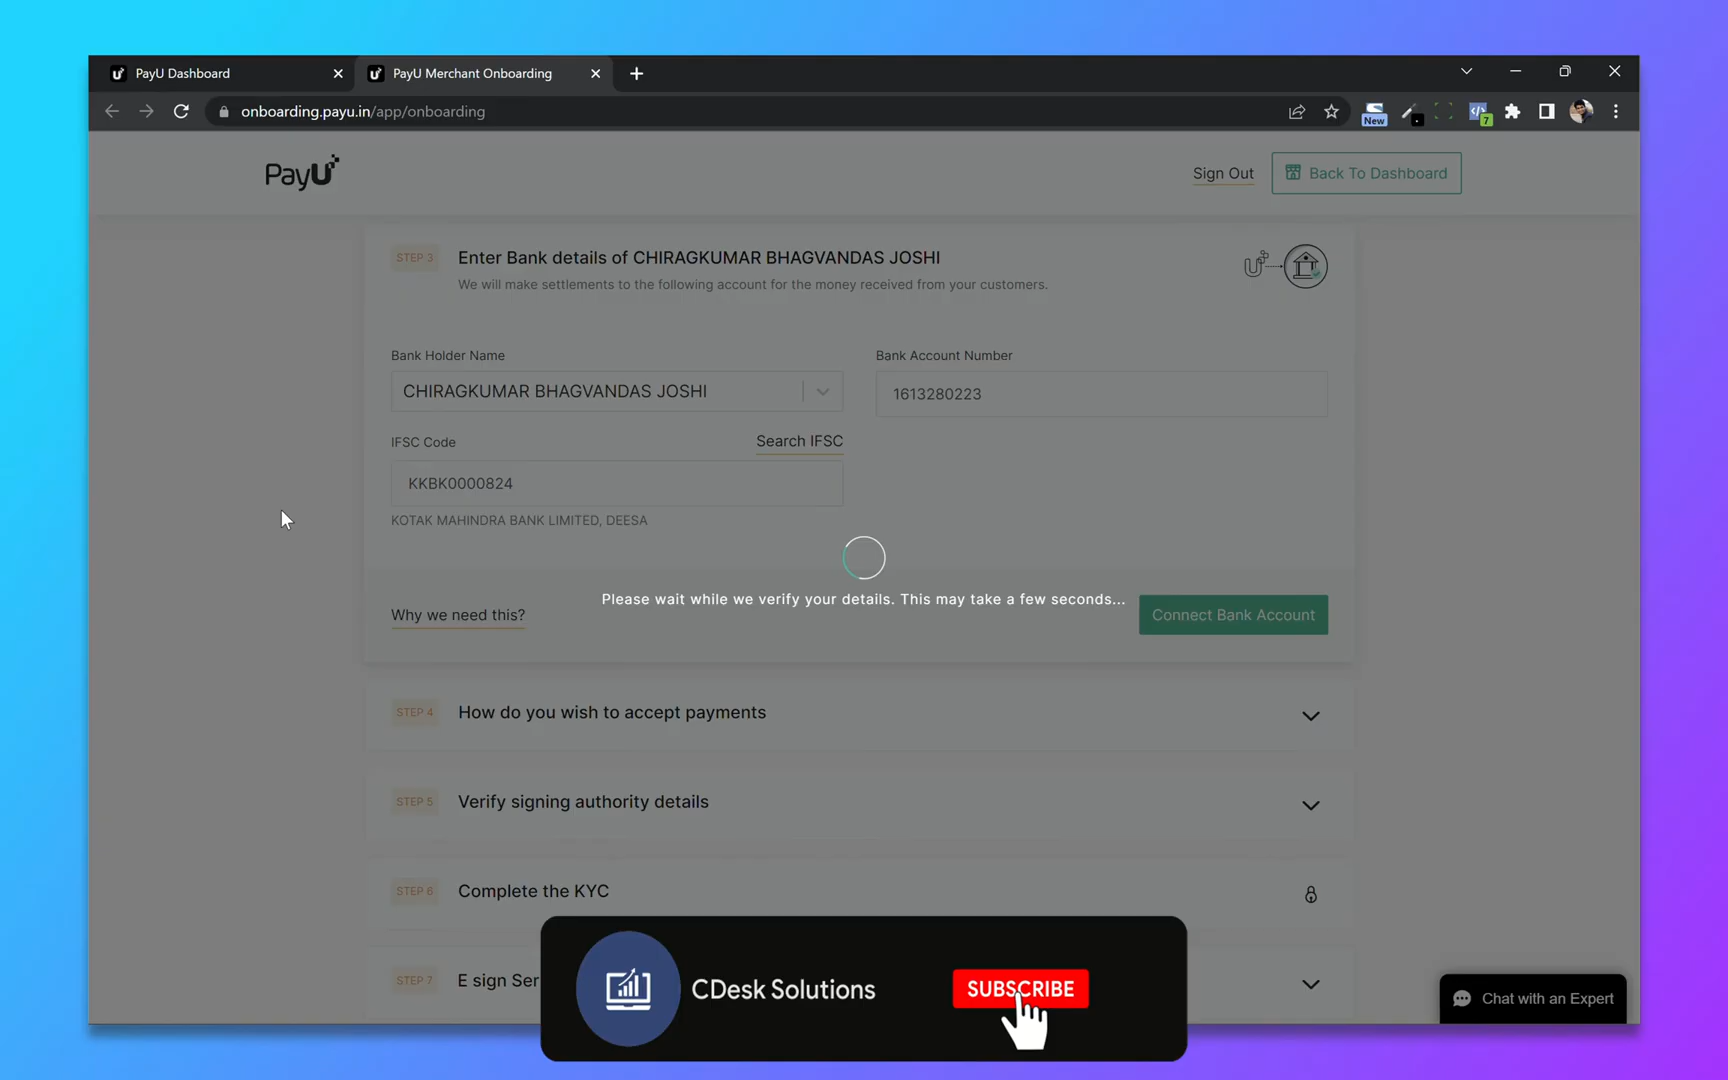 PayU Dashboard
PayU Merchant Onboarding
onboarding.payu.in/app/onboarding
New
7
PayU
Sign Out
Back To Dashboard
STEP 3
Enter Bank details of CHIRAGKUMAR BHAGVANDAS JOSHI
We will make settlements to the following account for the money received from your customers.
Bank Holder Name
Bank Account Number
CHIRAGKUMAR BHAGVANDAS JOSHI
1613280223
IFSC Code
Search IFSC
KKBK0000824
KOTAK MAHINDRA BANK LIMITED, DEESA
Please wait while we verify your details. This may take a few seconds...
Why we need this?
Connect Bank Account
STEP 4
How do you wish to accept payments
STEP 5
Verify signing authority details
STEP 6
Complete the KYC
STEP 7
E sign Ser
CDesk Solutions
SUBSCRIBE
Chat with an Expert